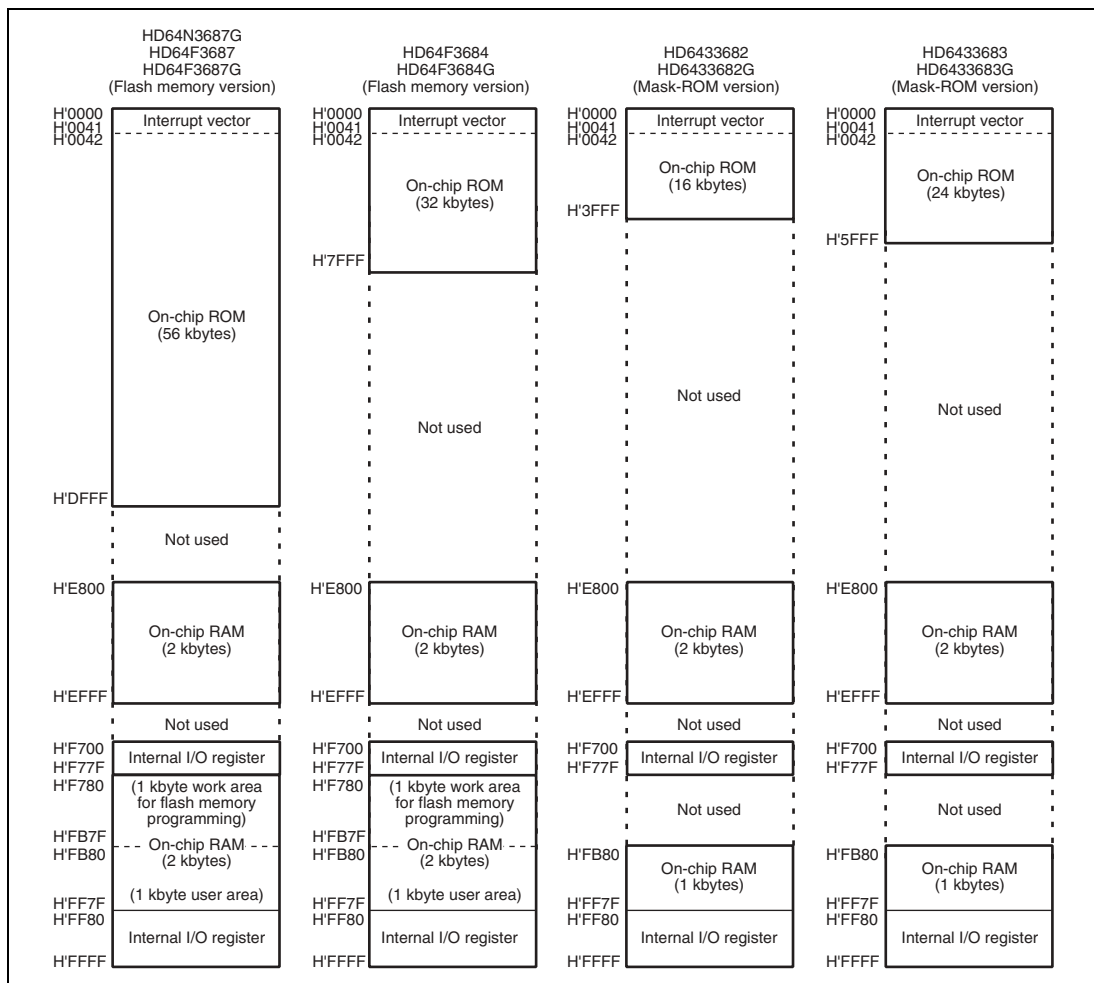 HD64N3687G
HD64F3687
HD64F3687G
(Flash memory version)
H'0000
H'0041
H'0042
Interrupt vector
On-chip ROM
(56 kbytes)
H'DFFF
Not used
H'E800
On-chip RAM
(2 kbytes)
H'EFFF
Not used
H'F700
Internal I/O register
H'F77F
H'F780
(1 kbyte work area
for flash memory
programming)
H'FB7F
On-chip RAM
H'FB80
(2 kbytes)
(1 kbyte user area)
H'FF7F
H'FF80
Internal I/O register
H'FFFF
HD64F3684
HD64F3684G
(Flash memory version)
H'0000
H'0041
H'0042
Interrupt vector
On-chip ROM
(32 kbytes)
H'7FFF
Not used
H'E800
On-chip RAM
(2 kbytes)
H'EFFF
Not used
H'F700
Internal I/O register
H'F77F
H'F780
(1 kbyte work area
for flash memory
programming)
H'FB7F
On-chip RAM
H'FB80
(2 kbytes)
(1 kbyte user area)
H'FF7F
H'FF80
Internal I/O register
H'FFFF
HD6433682
HD6433682G
(Mask-ROM version)
H'0000
H'0041
H'0042
Interrupt vector
On-chip ROM
(16 kbytes)
H'3FFF
Not used
H'E800
On-chip RAM
(2 kbytes)
H'EFFF
Not used
H'F700
Internal I/O register
H'F77F
Not used
H'FB80
On-chip RAM
(1 kbytes)
H'FF7F
H'FF80
Internal I/O register
H'FFFF
HD6433683
HD6433683G
(Mask-ROM version)
H'0000
H'0041
H'0042
Interrupt vector
On-chip ROM
(24 kbytes)
H'5FFF
Not used
H'E800
On-chip RAM
(2 kbytes)
H'EFFF
Not used
H'F700
Internal I/O register
H'F77F
Not used
H'FB80
On-chip RAM
(1 kbytes)
H'FF7F
H'FF80
Internal I/O register
H'FFFF